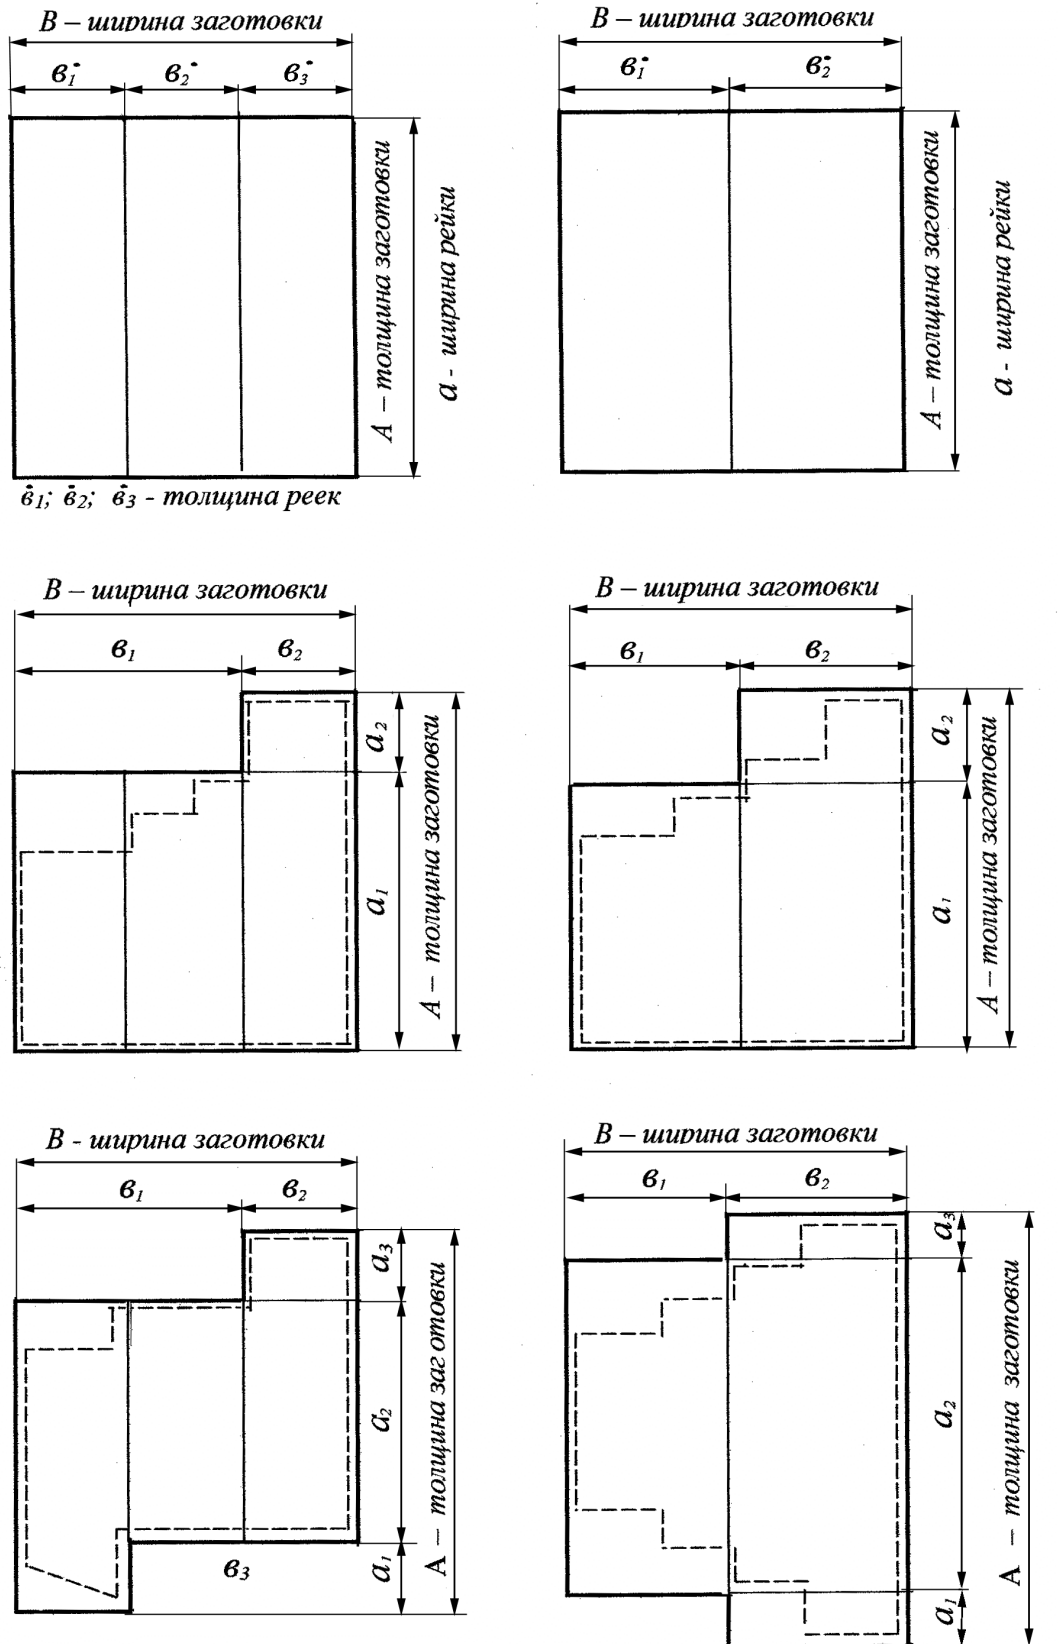 В – ширина заготовки
в₁
в₂
в₃
А – толщина заготовки
а - ширина рейки
в₁; в₂; в₃ - толщина реек
В – ширина заготовки
в₁
в₂
А – толщина заготовки
а - ширина рейки
В – ширина заготовки
в₁
в₂
а₂
а₁
А – толщина заготовки
В – ширина заготовки
в₁
в₂
а₂
а₁
А – толщина заготовки
В - ширина заготовки
в₁
в₂
а₃
а₂
а₁
в₃
А – толщина заготовки
В – ширина заготовки
в₁
в₂
а₃
а₂
а₁
А – толщина заготовки